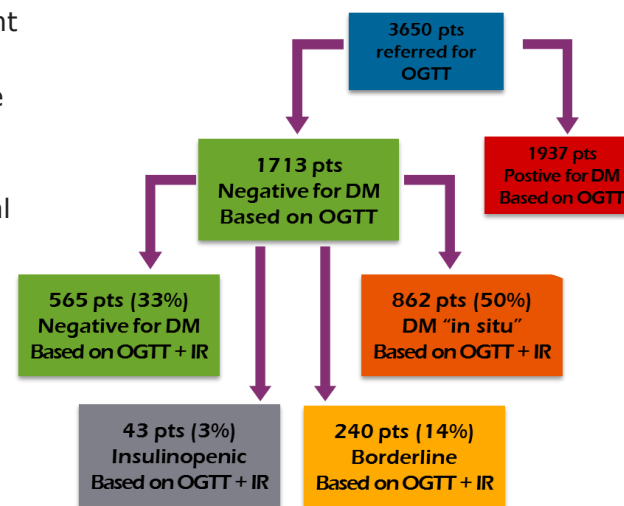 nt
e
al
3650 pts
referred for
OGTT
1937 pts
Postive for DM
Based on OGTT
1713 pts
Negative for DM
Based on OGTT
565 pts (33%)
Negative for DM
Based on OGTT + IR
862 pts (50%)
DM “in situ”
Based on OGTT + IR
43 pts (3%)
Insulinopenic
Based on OGTT + IR
240 pts (14%)
Borderline
Based on OGTT + IR